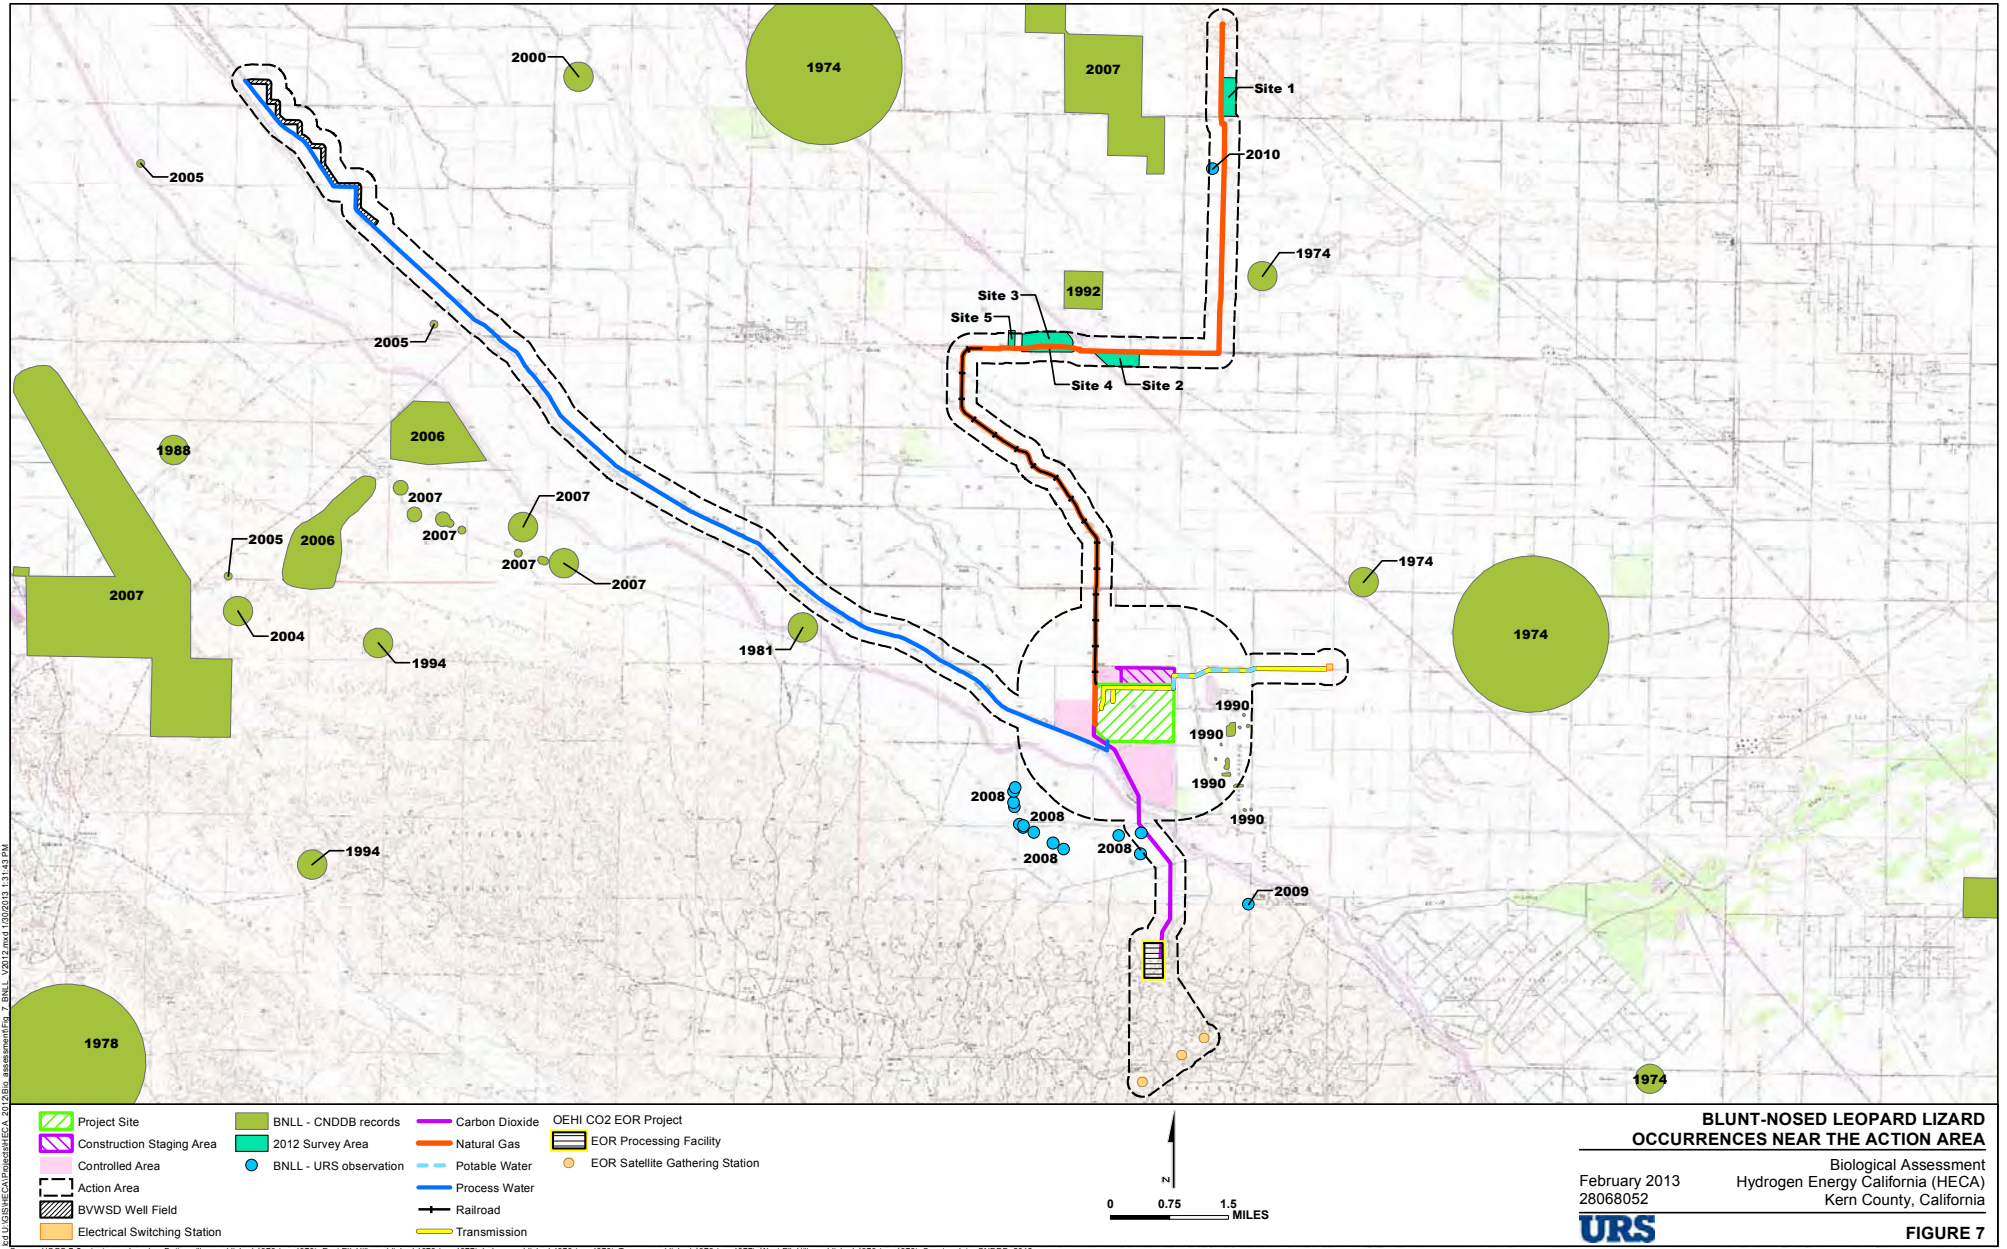 2000
1974
2007
Site 1
2010
2005
1974
1992
Site 3
Site 5
2005
Site 4
Site 2
2006
1988
2007
2007
2007
2005
2006
2007
2007
1974
2007
2004
1974
1981
1994
1990
1990
1990
2008
2008
1990
2008
2008
1994
2009
1978
1974
Project Site
Construction Staging Area
Controlled Area
Action Area
BVWSD Well Field
Electrical Switching Station
BNLL - CNDDB records
2012 Survey Area
BNLL - URS observation
Carbon Dioxide
Natural Gas
Potable Water
Process Water
Railroad
Transmission
OEHI CO2 EOR Project
EOR Processing Facility
EOR Satellite Gathering Station
N
0 0.75 1.5
MILES
BLUNT-NOSED LEOPARD LIZARD
OCCURRENCES NEAR THE ACTION AREA
Biological Assessment
February 2013 Hydrogen Energy California (HECA)
28068052 Kern County, California
URS
FIGURE 7